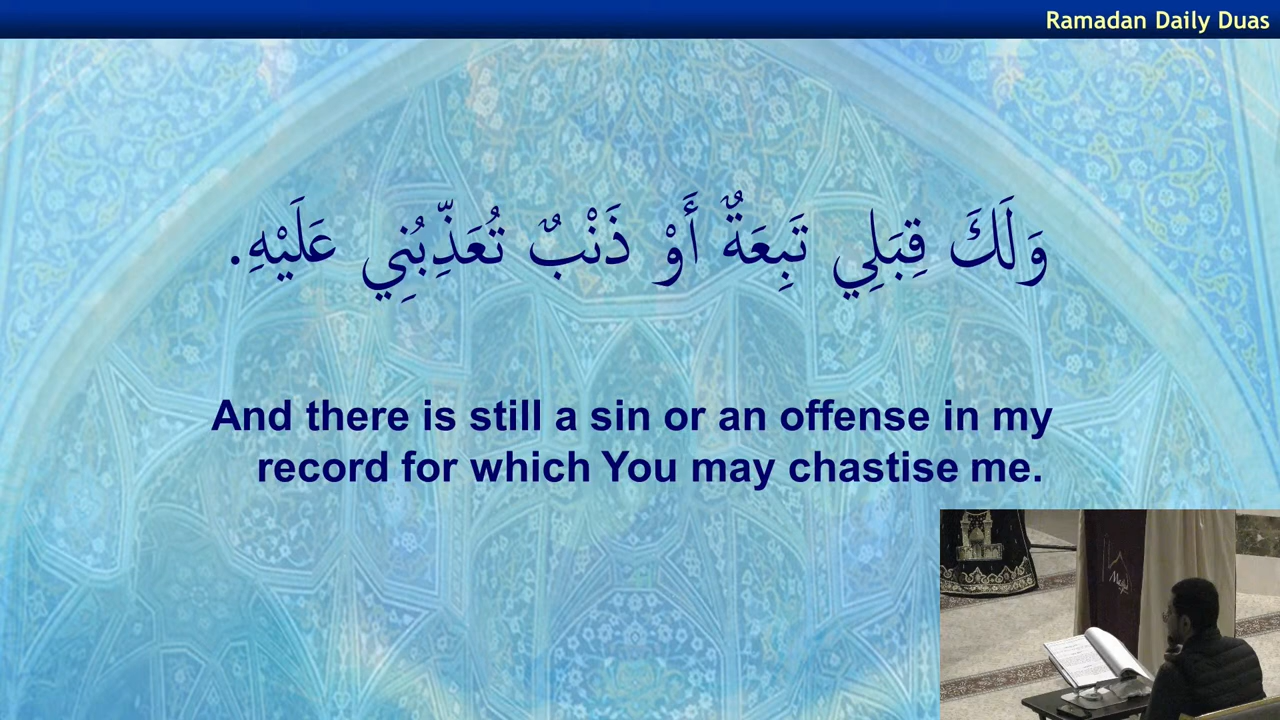 Ramadan Daily Duas
وَلَكَ قِبَلِي تَبِعَةٌ أَوْ ذَنْبٌ تُعَذِّبُنِي عَلَيْهِ.
And there is still a sin or an offense in my
record for which You may chastise me.